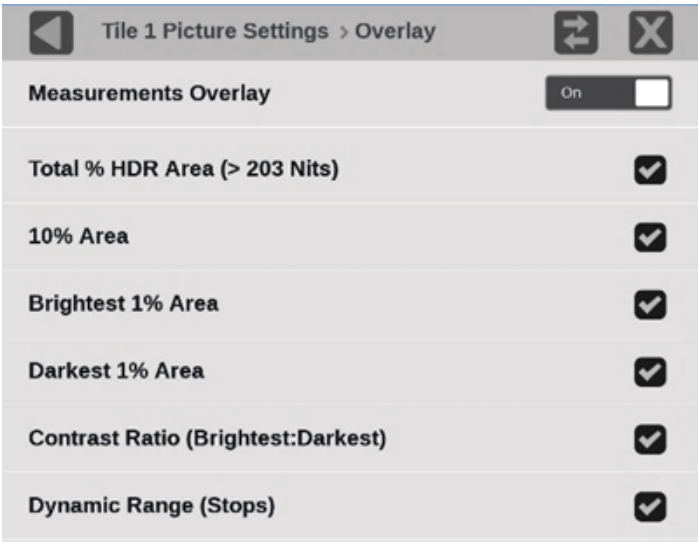 Tile 1 Picture Settings > Overlay
Measurements Overlay
On
Total % HDR Area (> 203 Nits)
10% Area
Brightest 1% Area
Darkest 1% Area
Contrast Ratio (Brightest:Darkest)
Dynamic Range (Stops)